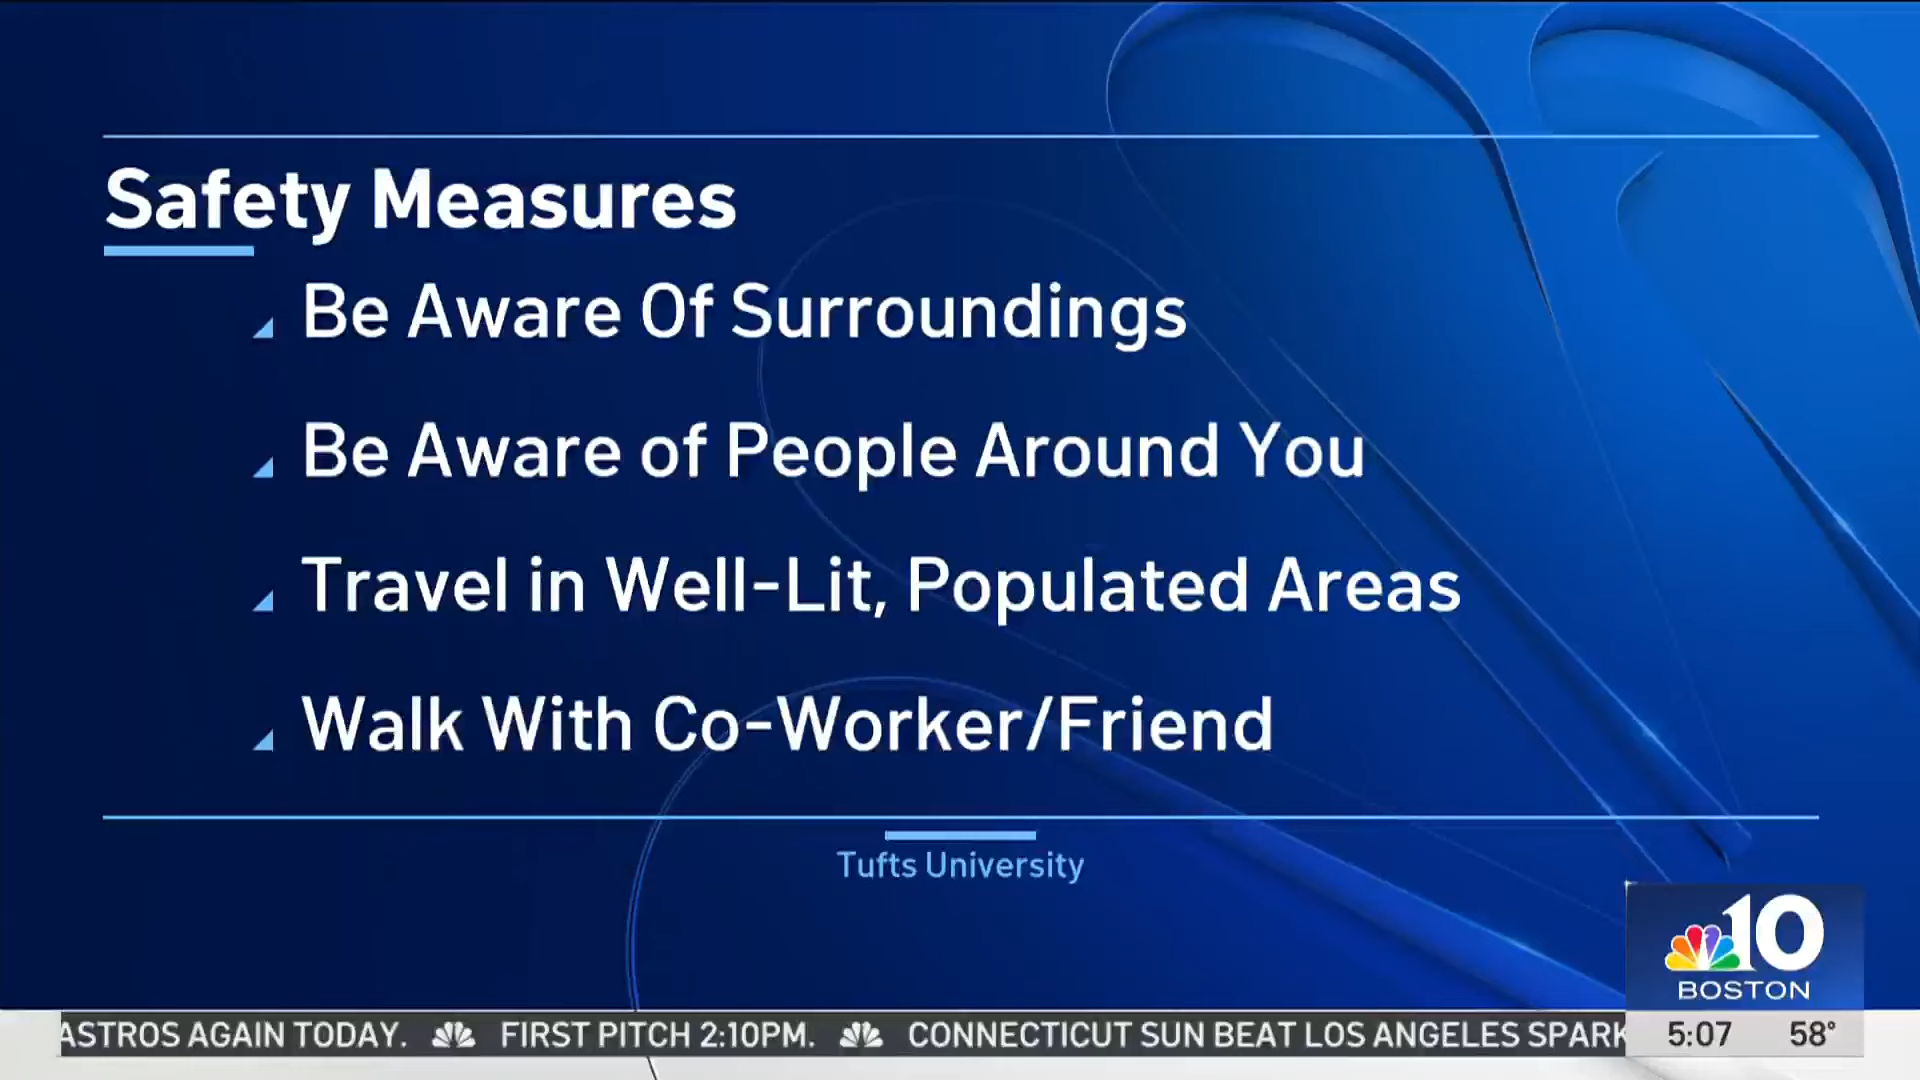 Safety Measures
Be Aware Of Surroundings
Be Aware of People Around You
Travel in Well-Lit, Populated Areas
Walk With Co-Worker/Friend
Tufts University
10
BOSTON
ASTROS AGAIN TODAY. FIRST PITCH 2:10PM. CONNECTICUT SUN BEAT LOS ANGELES SPARK
5:07 58°